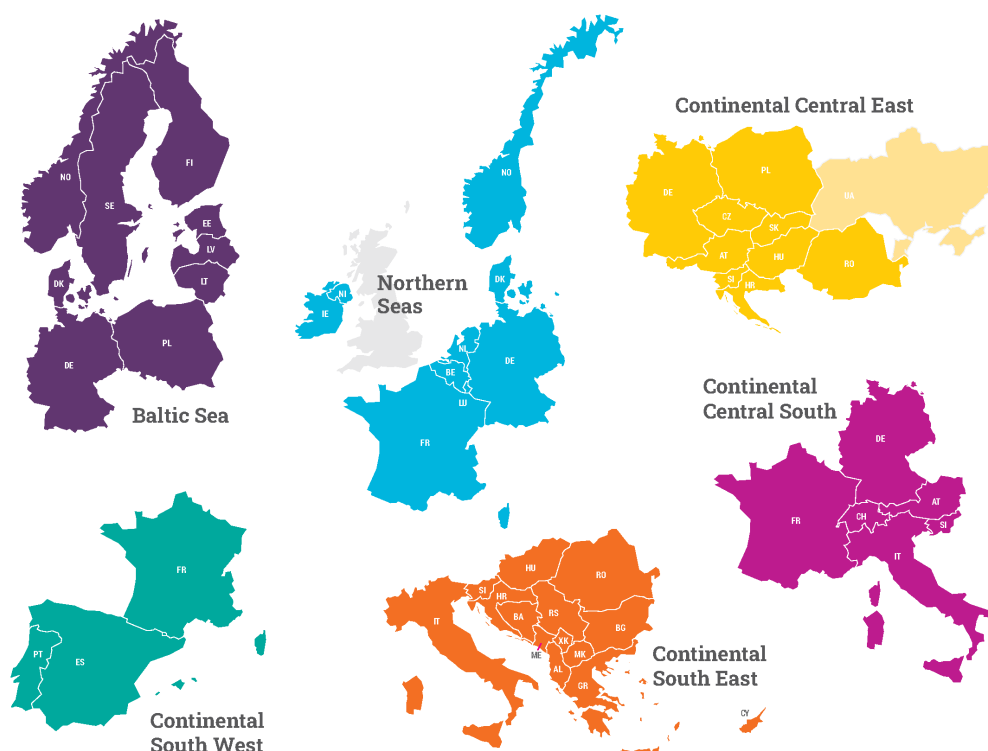 NO
SE
FI
EE
LV
LT
DK
DE
PL
Baltic Sea
NO
DK
Northern
Seas
NI
IE
NL
BE
DE
LU
FR
Continental Central East
DE
PL
UA
CZ
SK
AT
HU
RO
SI
HR
Continental
Central South
DE
FR
CH
AT
SI
IT
FR
PT
ES
Continental
South West
IT
SI
HR
HU
RO
BA
RS
BG
XK
ME
MK
AL
GR
CY
Continental
South East